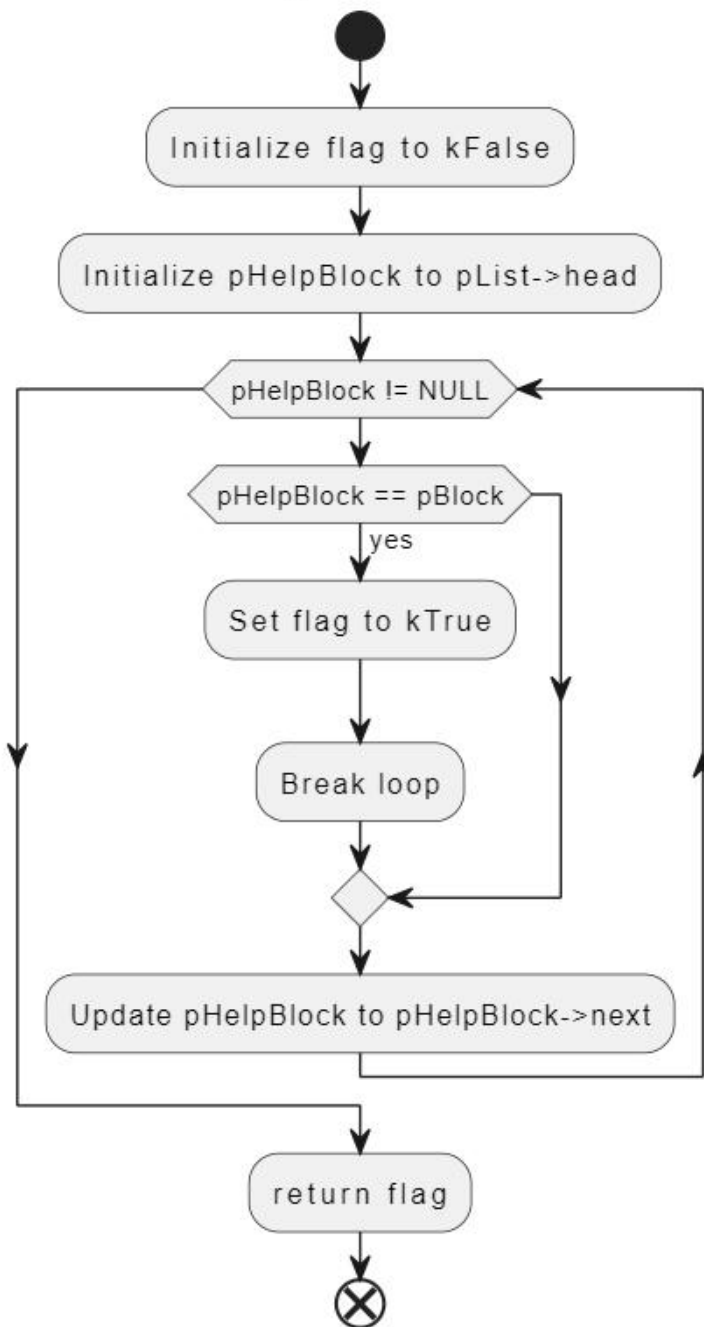 Initialize flag to kFalse
Initialize pHelpBlock to pList->head
pHelpBlock != NULL
pHelpBlock == pBlock
yes
Set flag to kTrue
Break loop
Update pHelpBlock to pHelpBlock->next
return flag